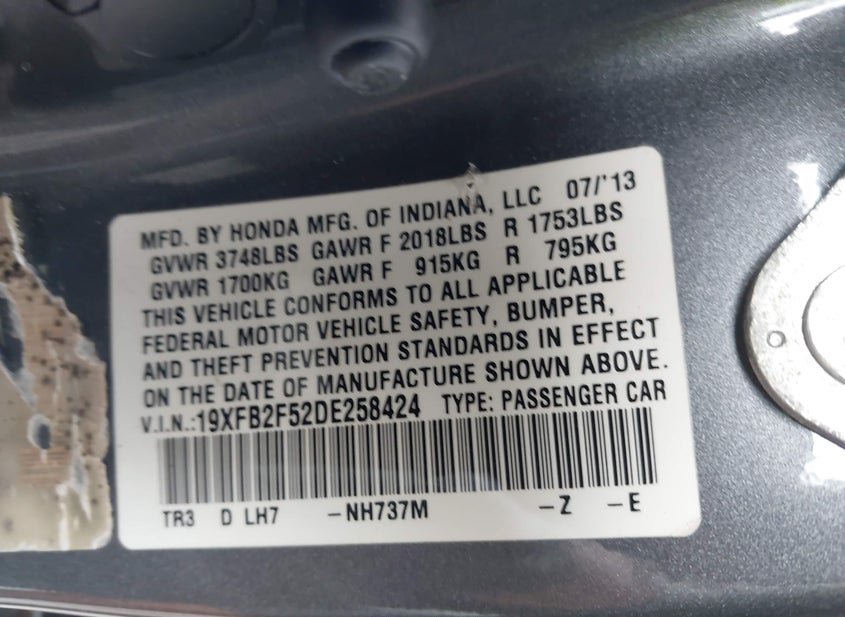 MFD. BY HONDA MFG. OF INDIANA, LLC 07/'13
GVWR 3748LBS GAWR F 2018LBS R 1753LBS
GVWR 1700KG GAWR F 915KG R 795KG
THIS VEHICLE CONFORMS TO ALL APPLICABLE
FEDERAL MOTOR VEHICLE SAFETY, BUMPER,
AND THEFT PREVENTION STANDARDS IN EFFECT
ON THE DATE OF MANUFACTURE SHOWN ABOVE.
V.I.N.:19XFB2F52DE258424 TYPE: PASSENGER CAR
TR3 D LH7 -NH737M -Z -E